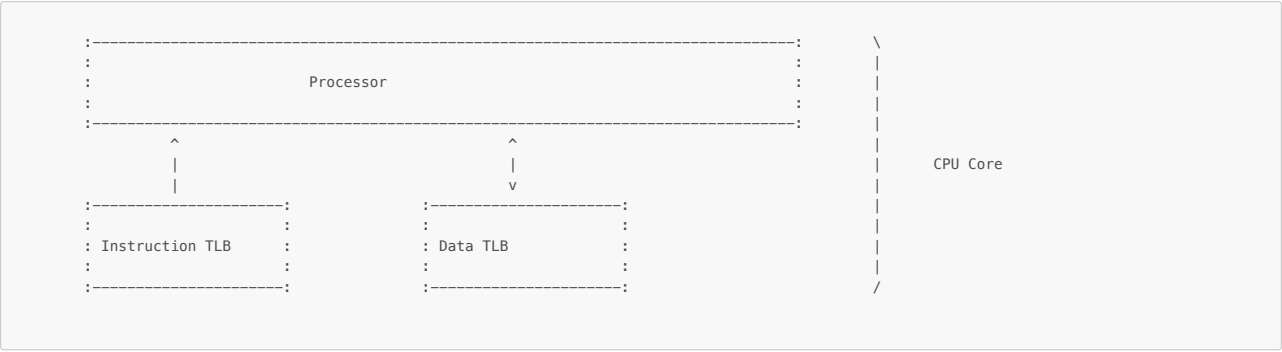 Processor
CPU Core
Instruction TLB
Data TLB